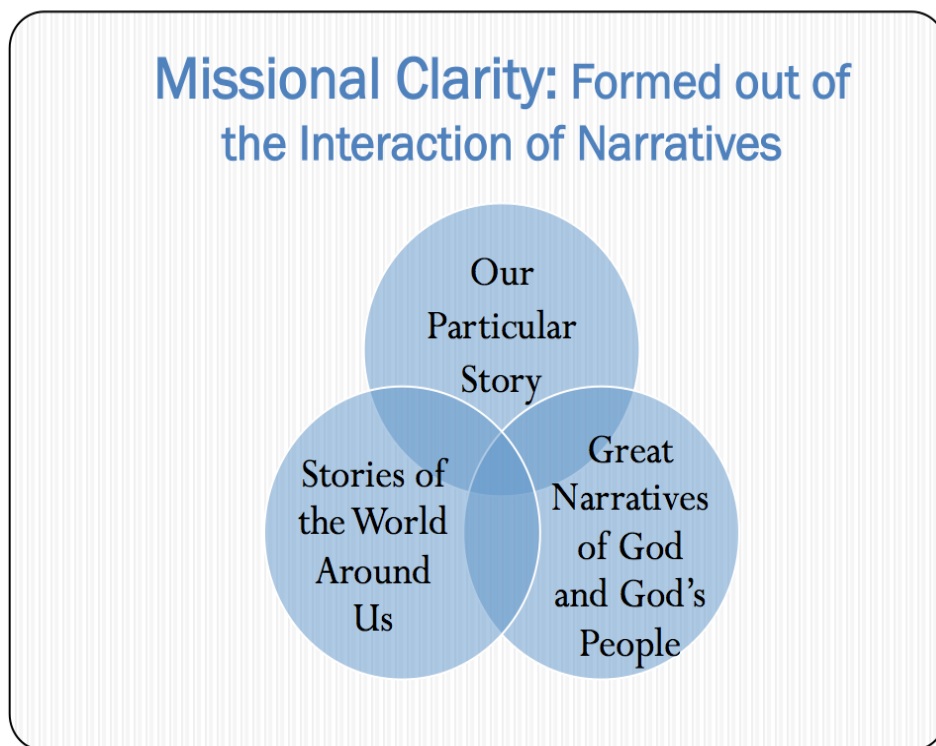 Missional Clarity: Formed out of
the Interaction of Narratives
Our
Particular
Story
Stories of
the World
Around
Us
Great
Narratives
of God
and God’s
People